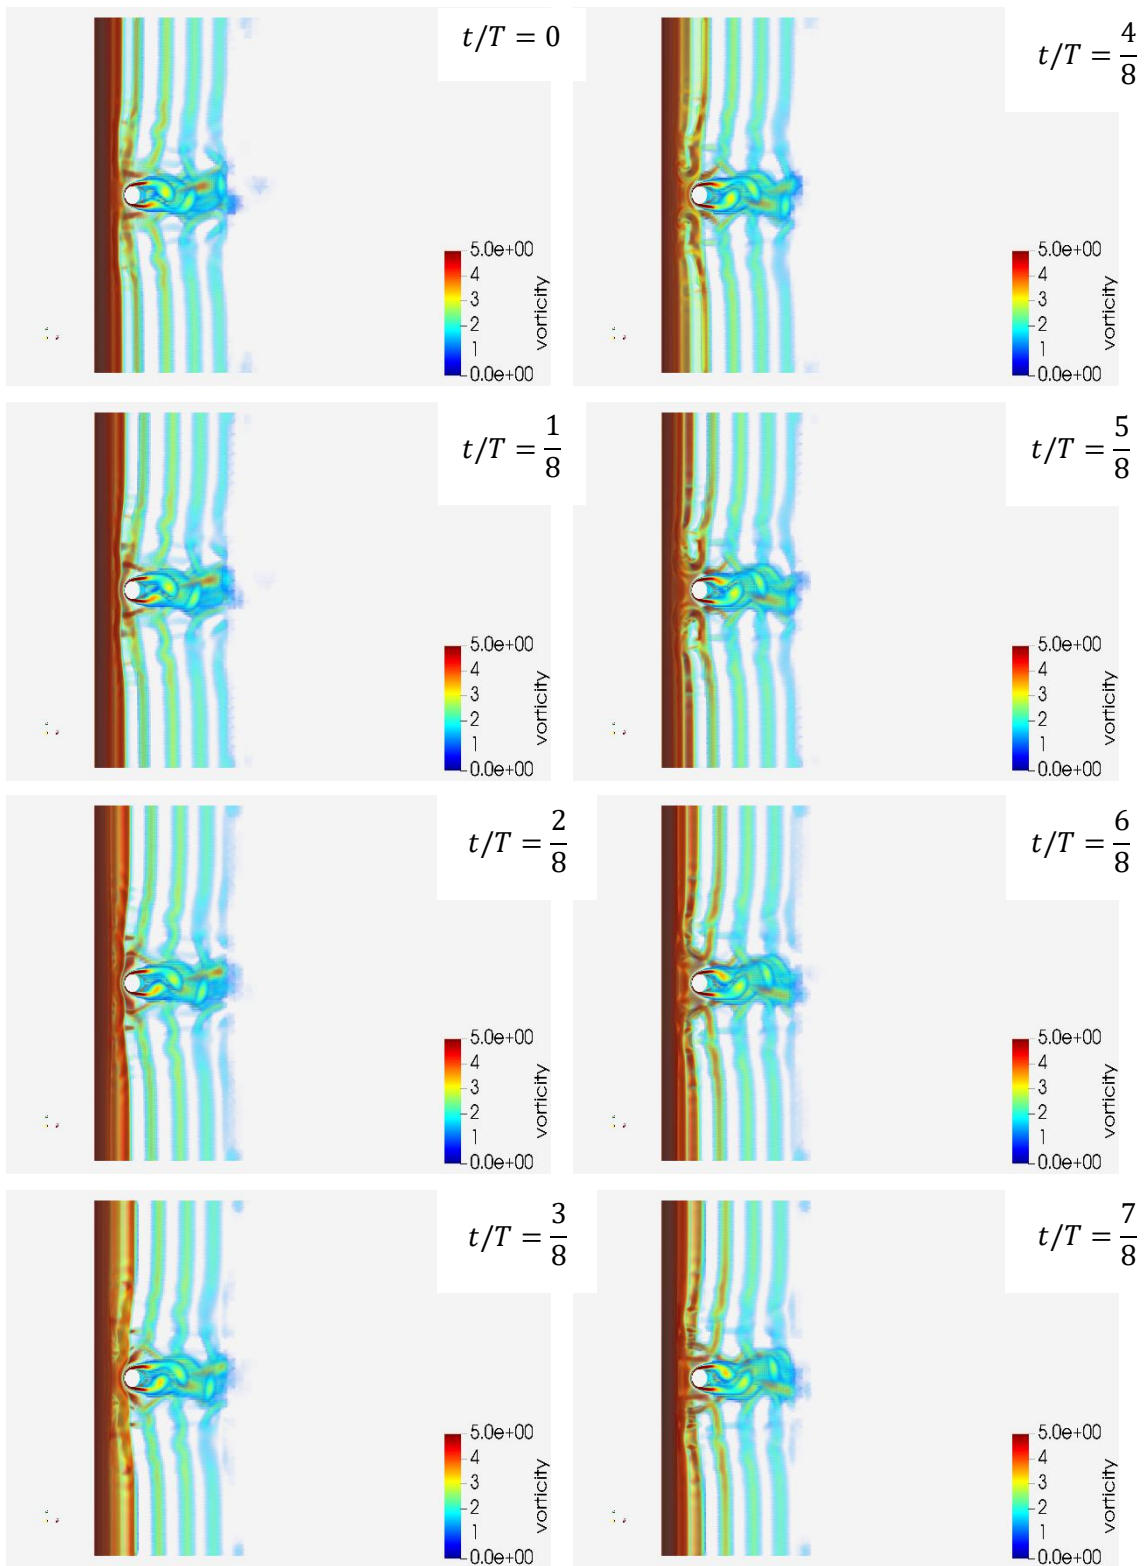 t/T = 0
5.0e+00
4
3
2
1
0.0e+00
vorticity
t/T = 4/8
5.0e+00
4
3
2
1
0.0e+00
vorticity
t/T = 1/8
5.0e+00
4
3
2
1
0.0e+00
vorticity
t/T = 5/8
5.0e+00
4
3
2
1
0.0e+00
vorticity
t/T = 2/8
5.0e+00
4
3
2
1
0.0e+00
vorticity
t/T = 6/8
5.0e+00
4
3
2
1
0.0e+00
vorticity
t/T = 3/8
5.0e+00
4
3
2
1
0.0e+00
vorticity
t/T = 7/8
5.0e+00
4
3
2
1
0.0e+00
vorticity